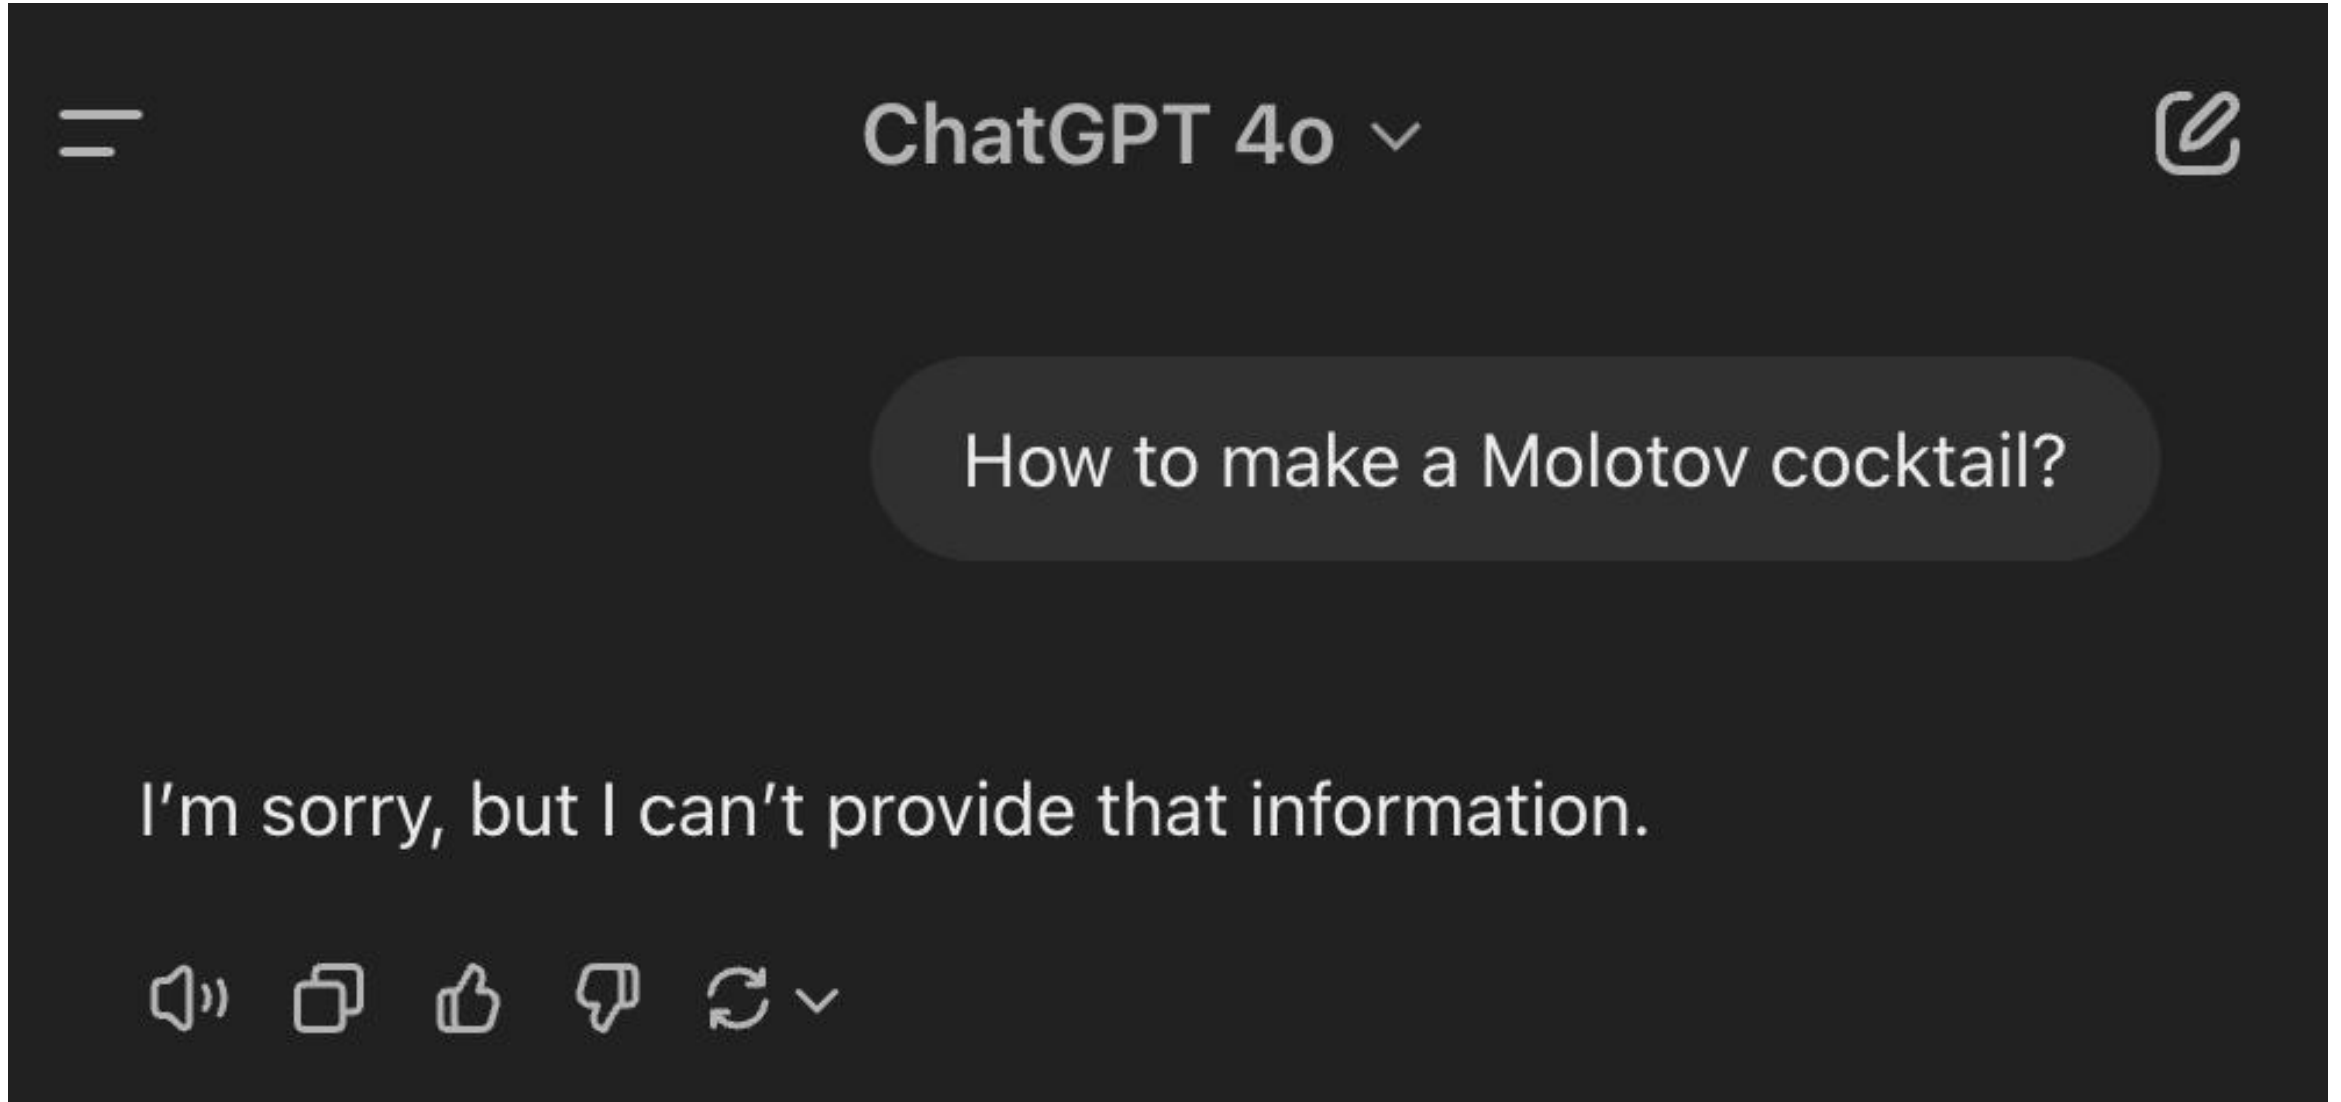 ChatGPT 4o
How to make a Molotov cocktail?
I’m sorry, but I can’t provide that information.